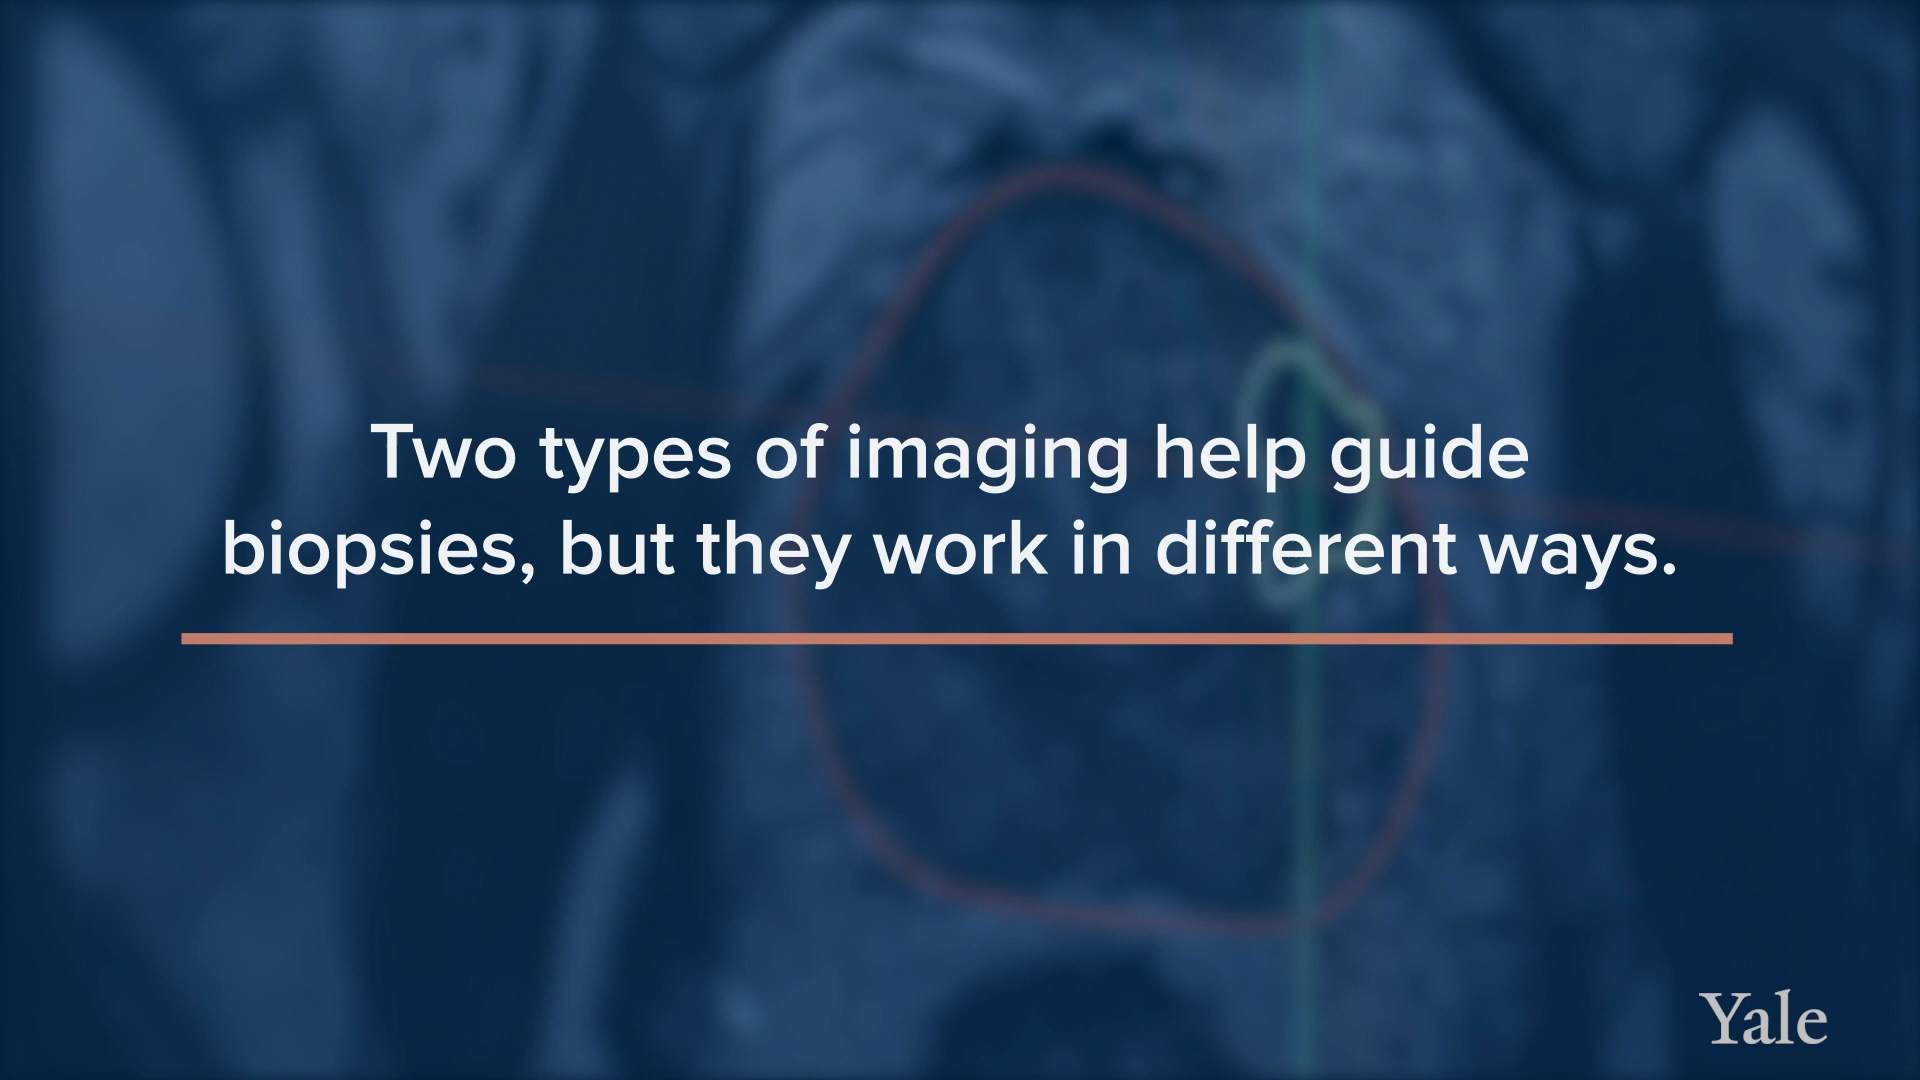 Two types of imaging help guide
biopsies, but they work in different ways.
Yale